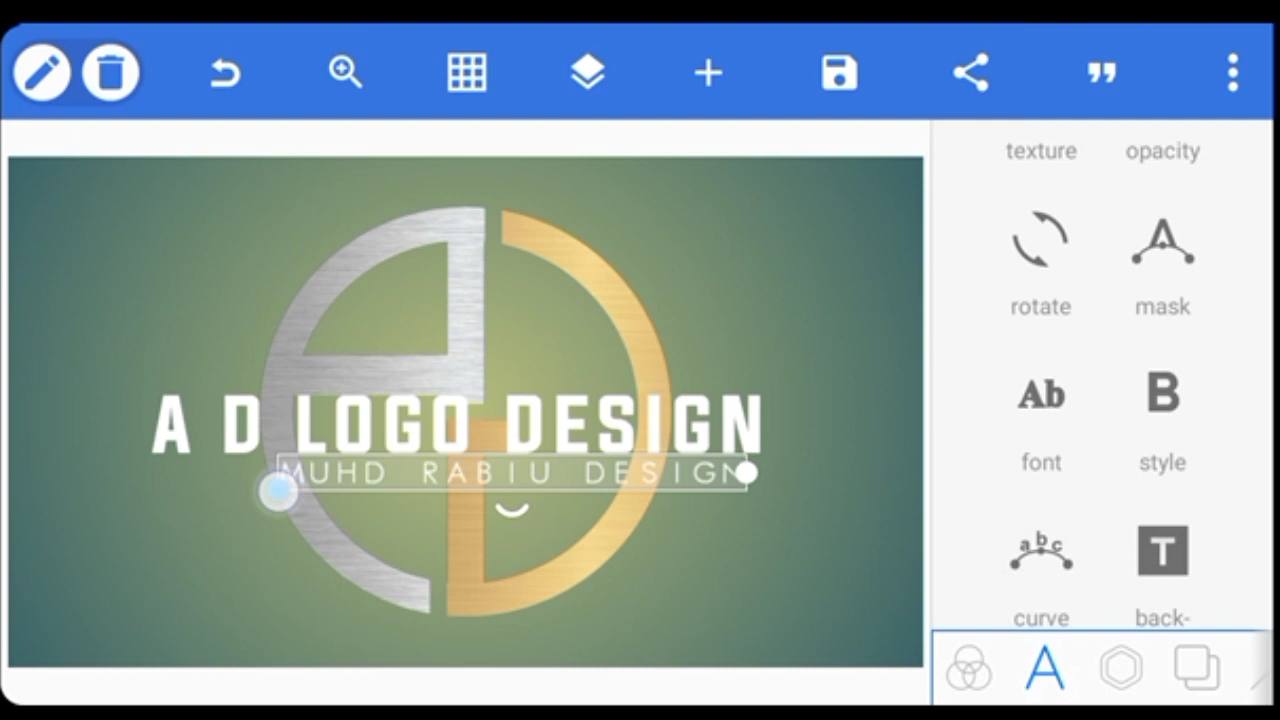 texture opacity
rotate mask
A D LOGO DESIGN
Ab B
MUHD RABIU DESIGN
font style
a b c T
curve back-
A